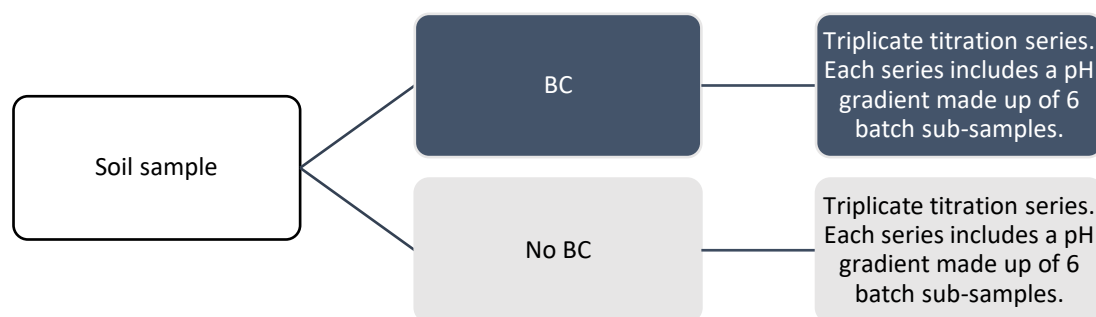 Soil sample
BC
Triplicate titration series.
Each series includes a pH
gradient made up of 6
batch sub-samples.
No BC
Triplicate titration series.
Each series includes a pH
gradient made up of 6
batch sub-samples.